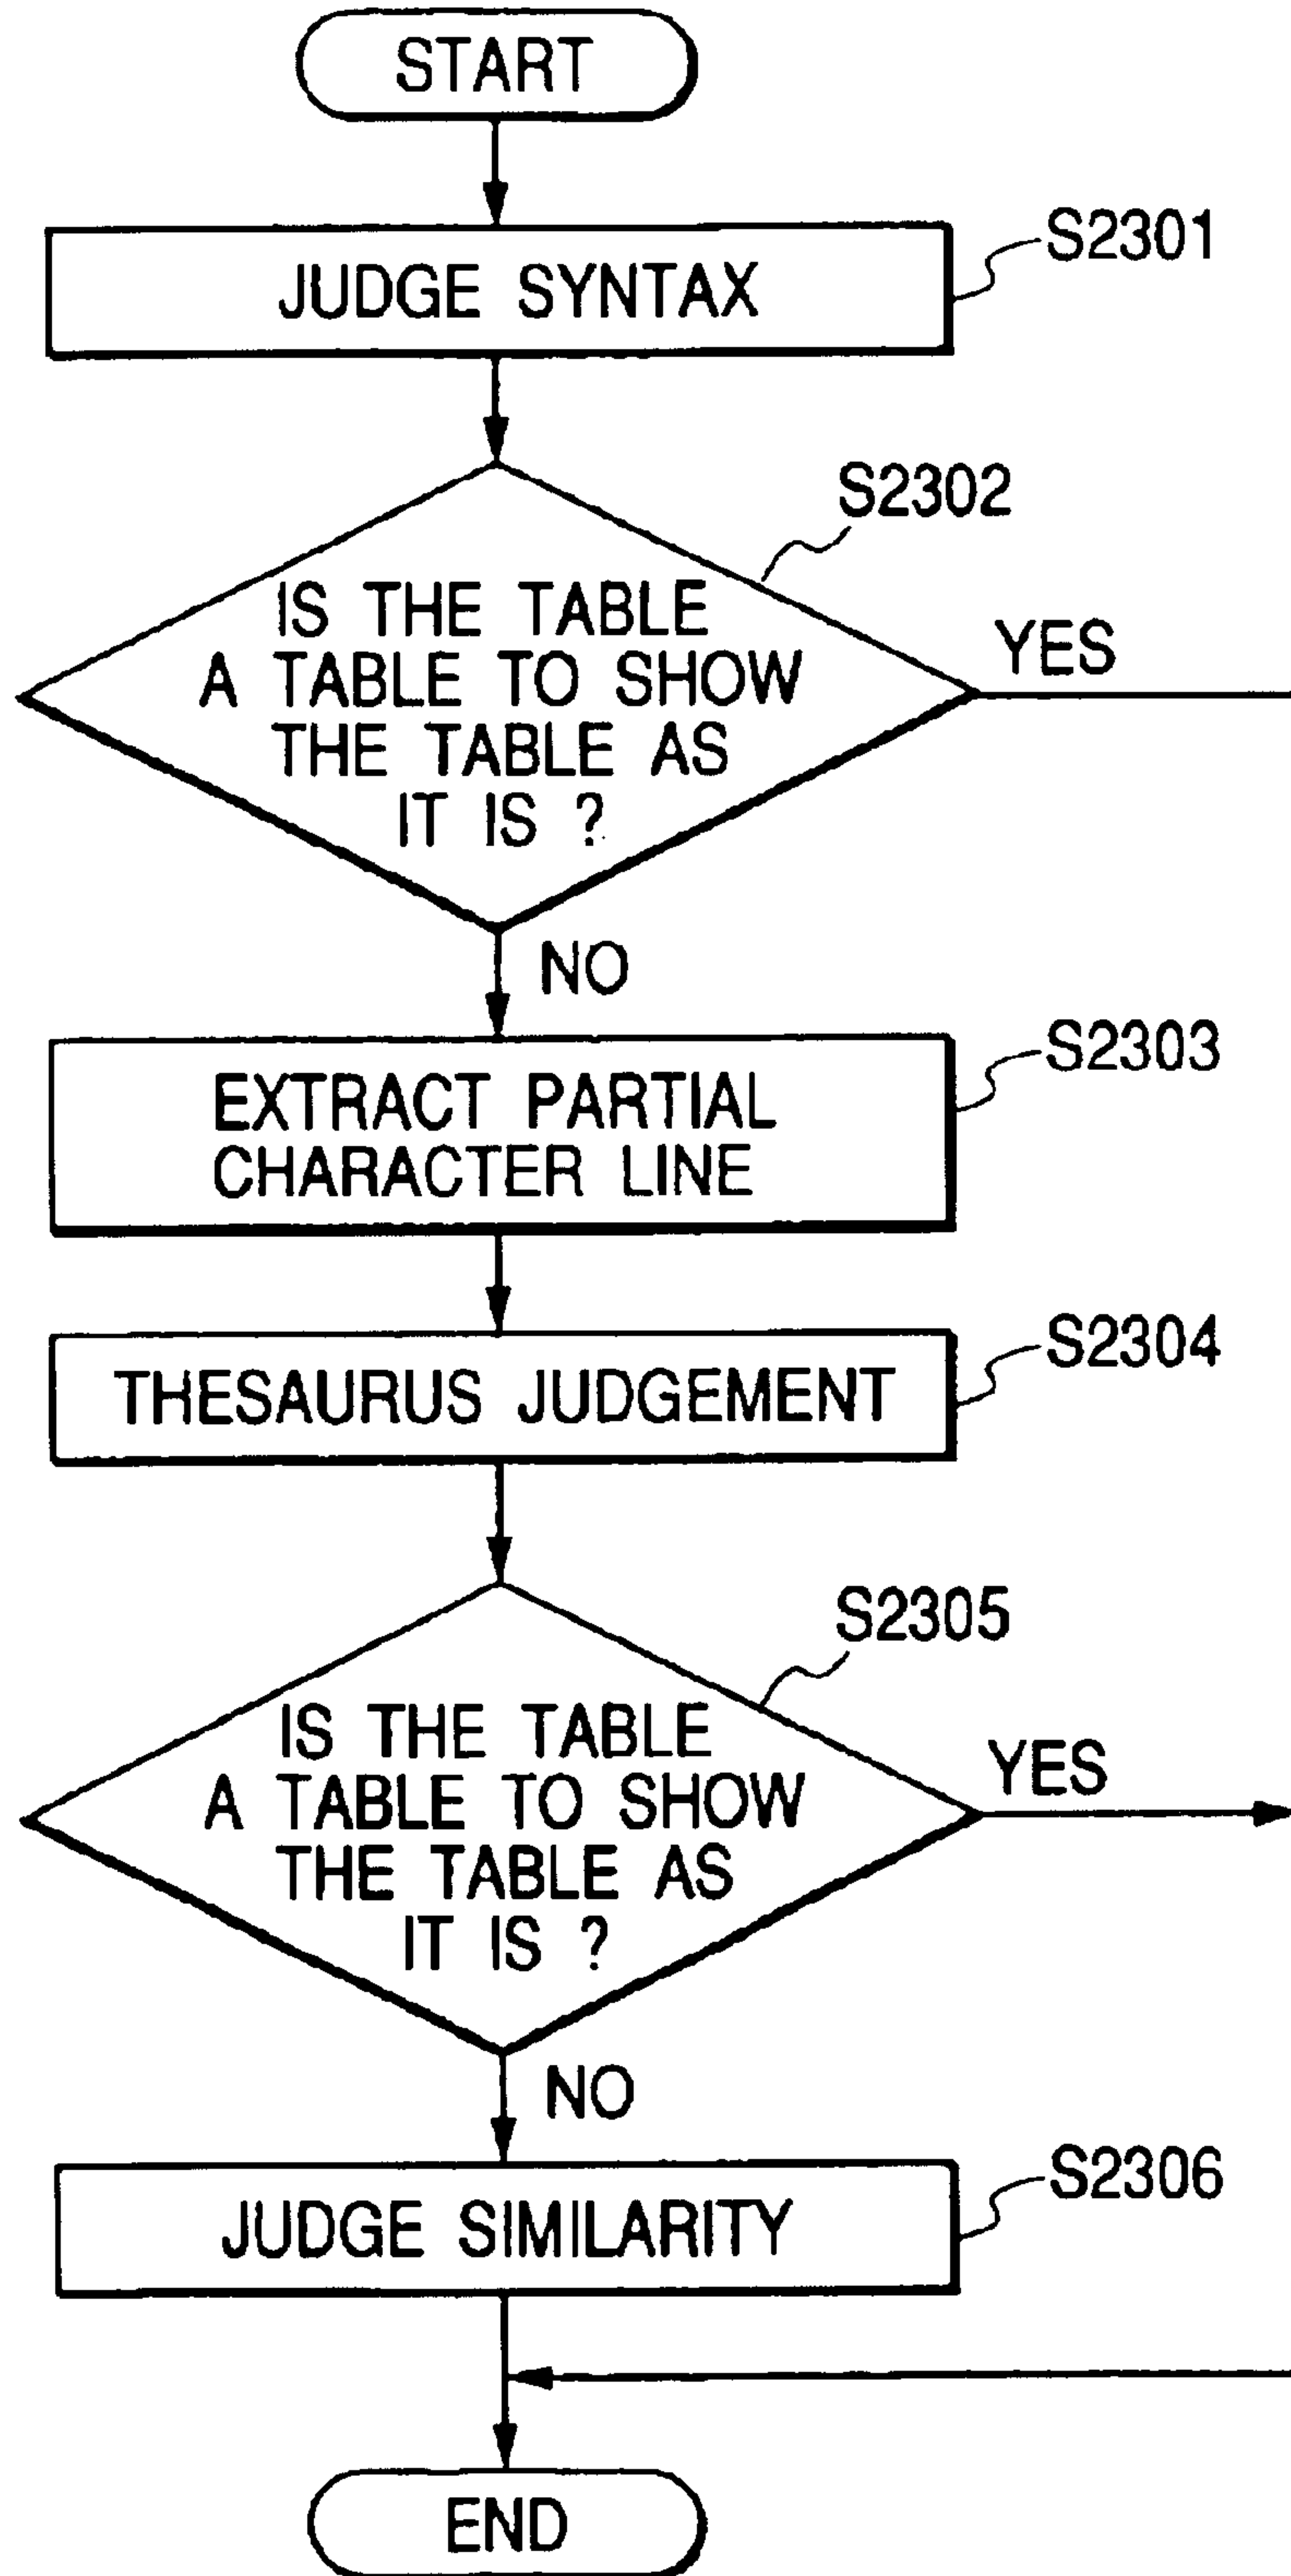 START
JUDGE SYNTAX
S2301
S2302
IS THE TABLE
A TABLE TO SHOW
THE TABLE AS
IT IS ?
YES
NO
EXTRACT PARTIAL
CHARACTER LINE
S2303
THESAURUS JUDGEMENT
S2304
S2305
IS THE TABLE
A TABLE TO SHOW
THE TABLE AS
IT IS ?
YES
NO
JUDGE SIMILARITY
S2306
END